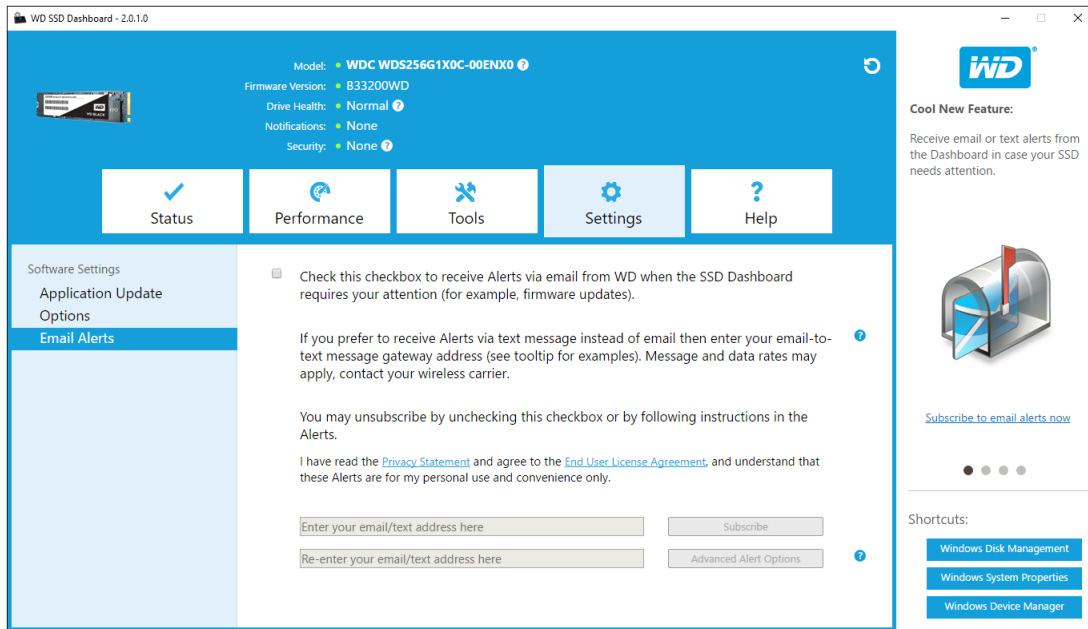 WD SSD Dashboard - 2.0.1.0
Model: WDC WDS256G1X0C-00ENX0 ?
Firmware Version: B33200WD
Drive Health: Normal ?
Notifications: None
Security: None ?
Status
Performance
Tools
Settings
Help
Software Settings
Application Update
Options
Email Alerts
Check this checkbox to receive Alerts via email from WD when the SSD Dashboard
requires your attention (for example, firmware updates).
If you prefer to receive Alerts via text message instead of email then enter your email-to-
text message gateway address (see tooltip for examples). Message and data rates may
apply, contact your wireless carrier.
You may unsubscribe by unchecking this checkbox or by following instructions in the
Alerts.
I have read the Privacy Statement and agree to the End User License Agreement, and understand that
these Alerts are for my personal use and convenience only.
Enter your email/text address here
Subscribe
Re-enter your email/text address here
Advanced Alert Options
WD
Cool New Feature:
Receive email or text alerts from
the Dashboard in case your SSD
needs attention.
Subscribe to email alerts now
Shortcuts:
Windows Disk Management
Windows System Properties
Windows Device Manager